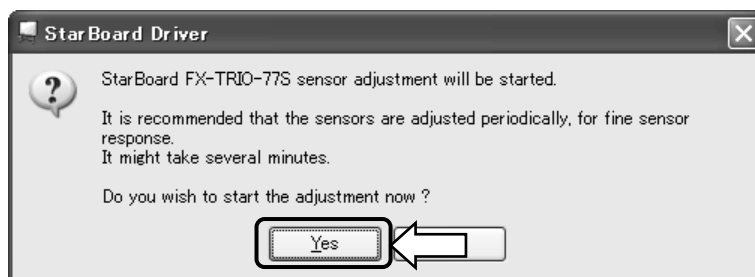 StarBoard Driver
StarBoard FX-TRIO-77S sensor adjustment will be started.
It is recommended that the sensors are adjusted periodically, for fine sensor
response.
It might take several minutes.
Do you wish to start the adjustment now ?
Yes